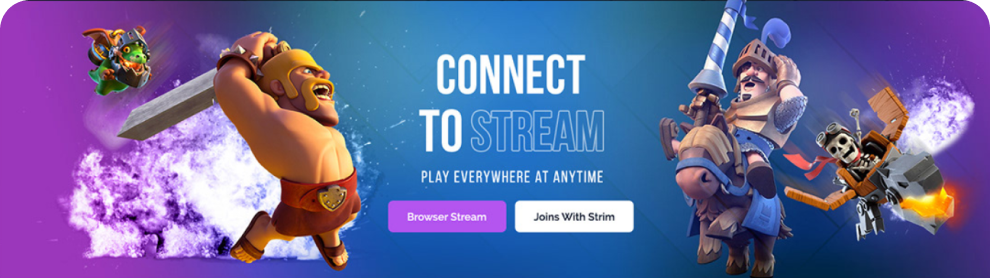 CONNECT
TO STREAM
PLAY EVERYWHERE AT ANYTIME
Browser Stream
Joins With Strim